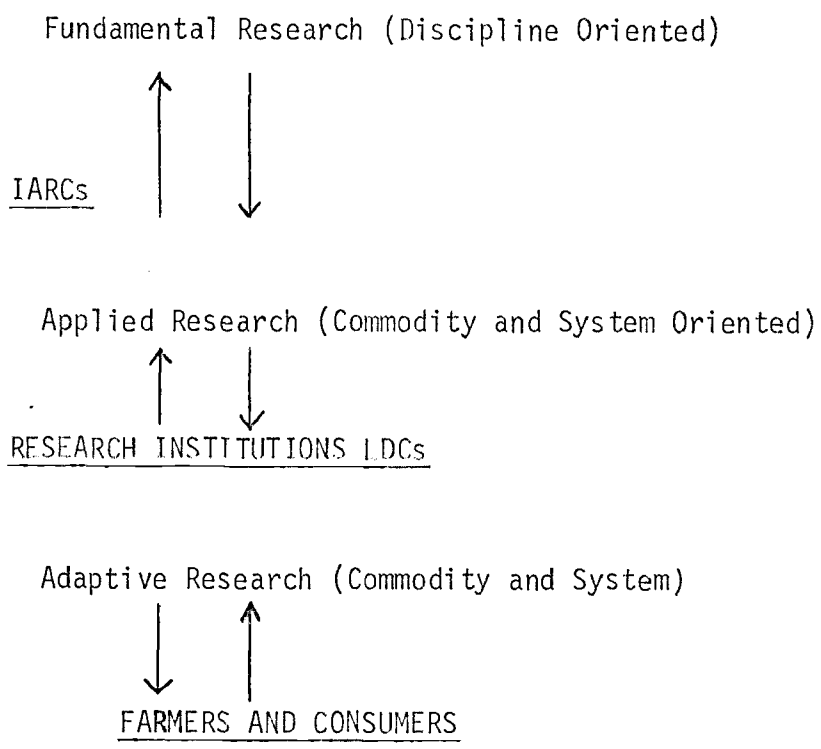 Fundamental Research (Discipline Oriented)
IARCs
Applied Research (Commodity and System Oriented)
RESEARCH INSTITUTIONS LDCs
Adaptive Research (Commodity and System)
FARMERS AND CONSUMERS